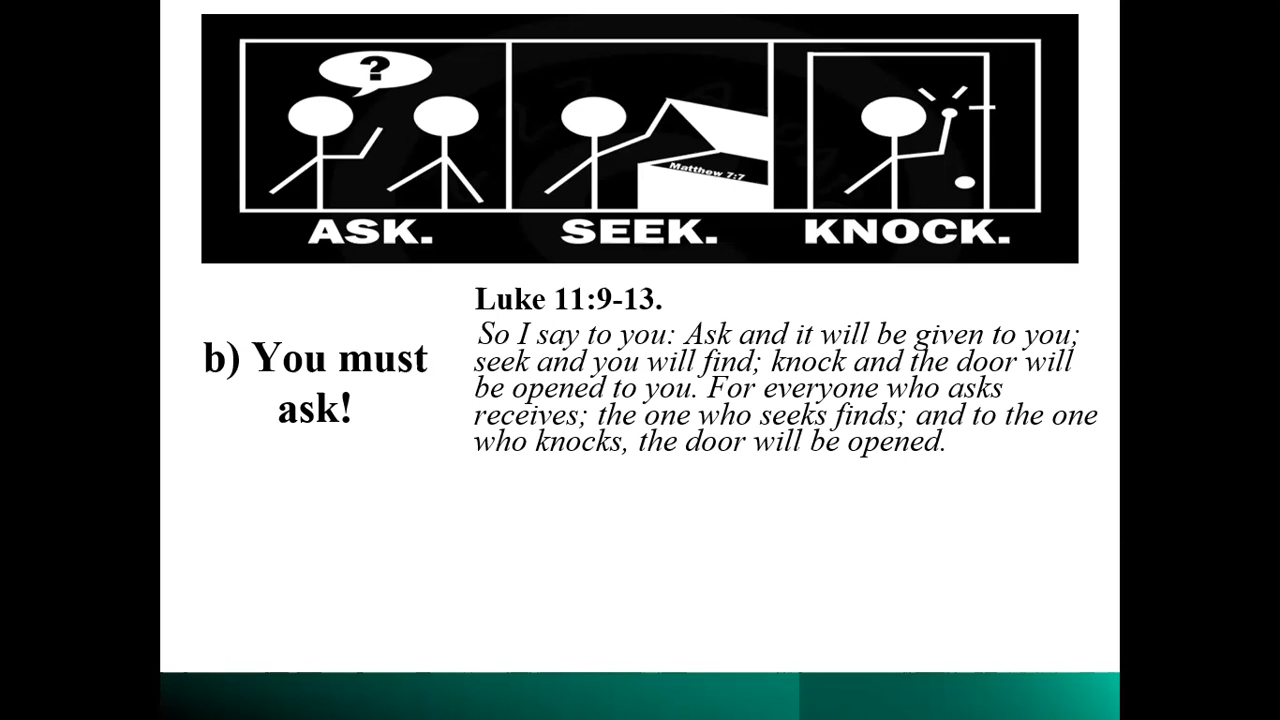 ?
Matthew 7:7
ASK. SEEK. KNOCK.
b) You must
ask!
Luke 11:9-13.
So I say to you: Ask and it will be given to you;
seek and you will find; knock and the door will
be opened to you. For everyone who asks
receives; the one who seeks finds; and to the one
who knocks, the door will be opened.